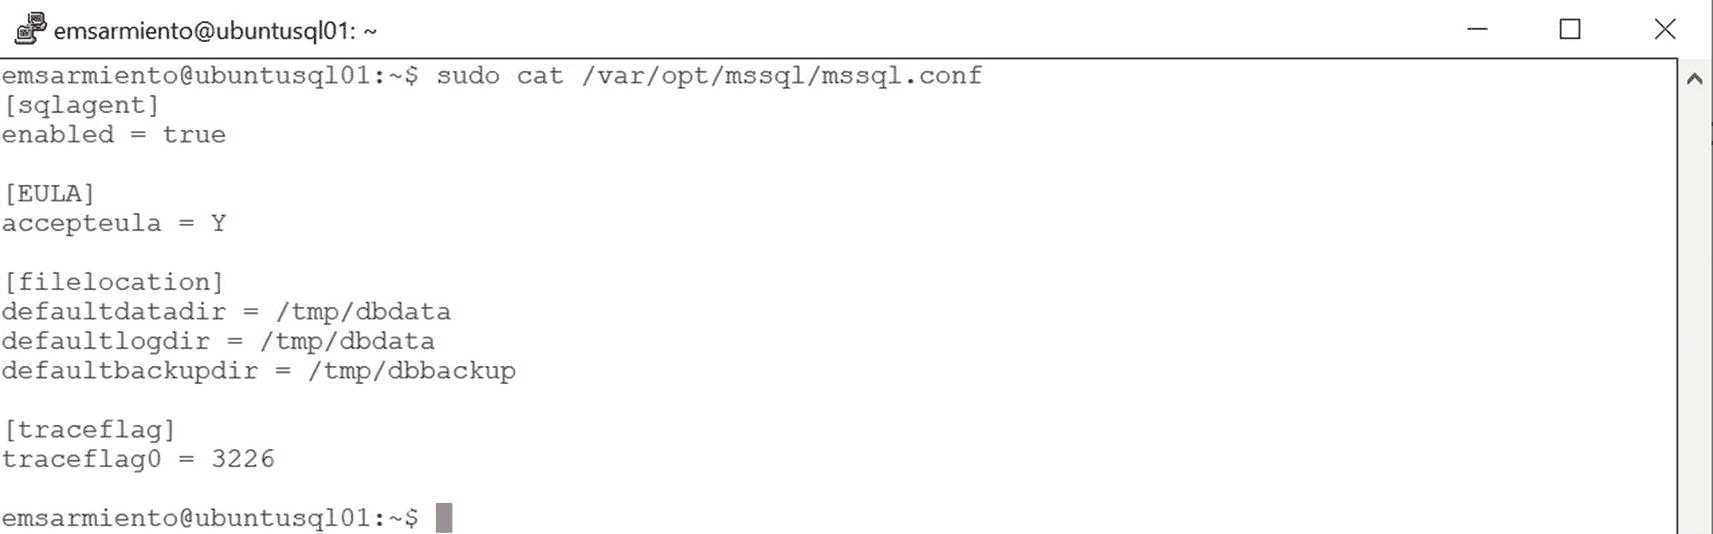 emsarmiento@ubuntusql01: ~
emsarmiento@ubuntusql01:~$ sudo cat /var/opt/mssql/mssql.conf
[sqlagent]
enabled = true
[EULA]
accepteula = Y
[filelocation]
defaultdatadir = /tmp/dbdata
defaultlogdir = /tmp/dbdata
defaultbackupdir = /tmp/dbbackup
[traceflag]
traceflag0 = 3226
emsarmiento@ubuntusql01:~$